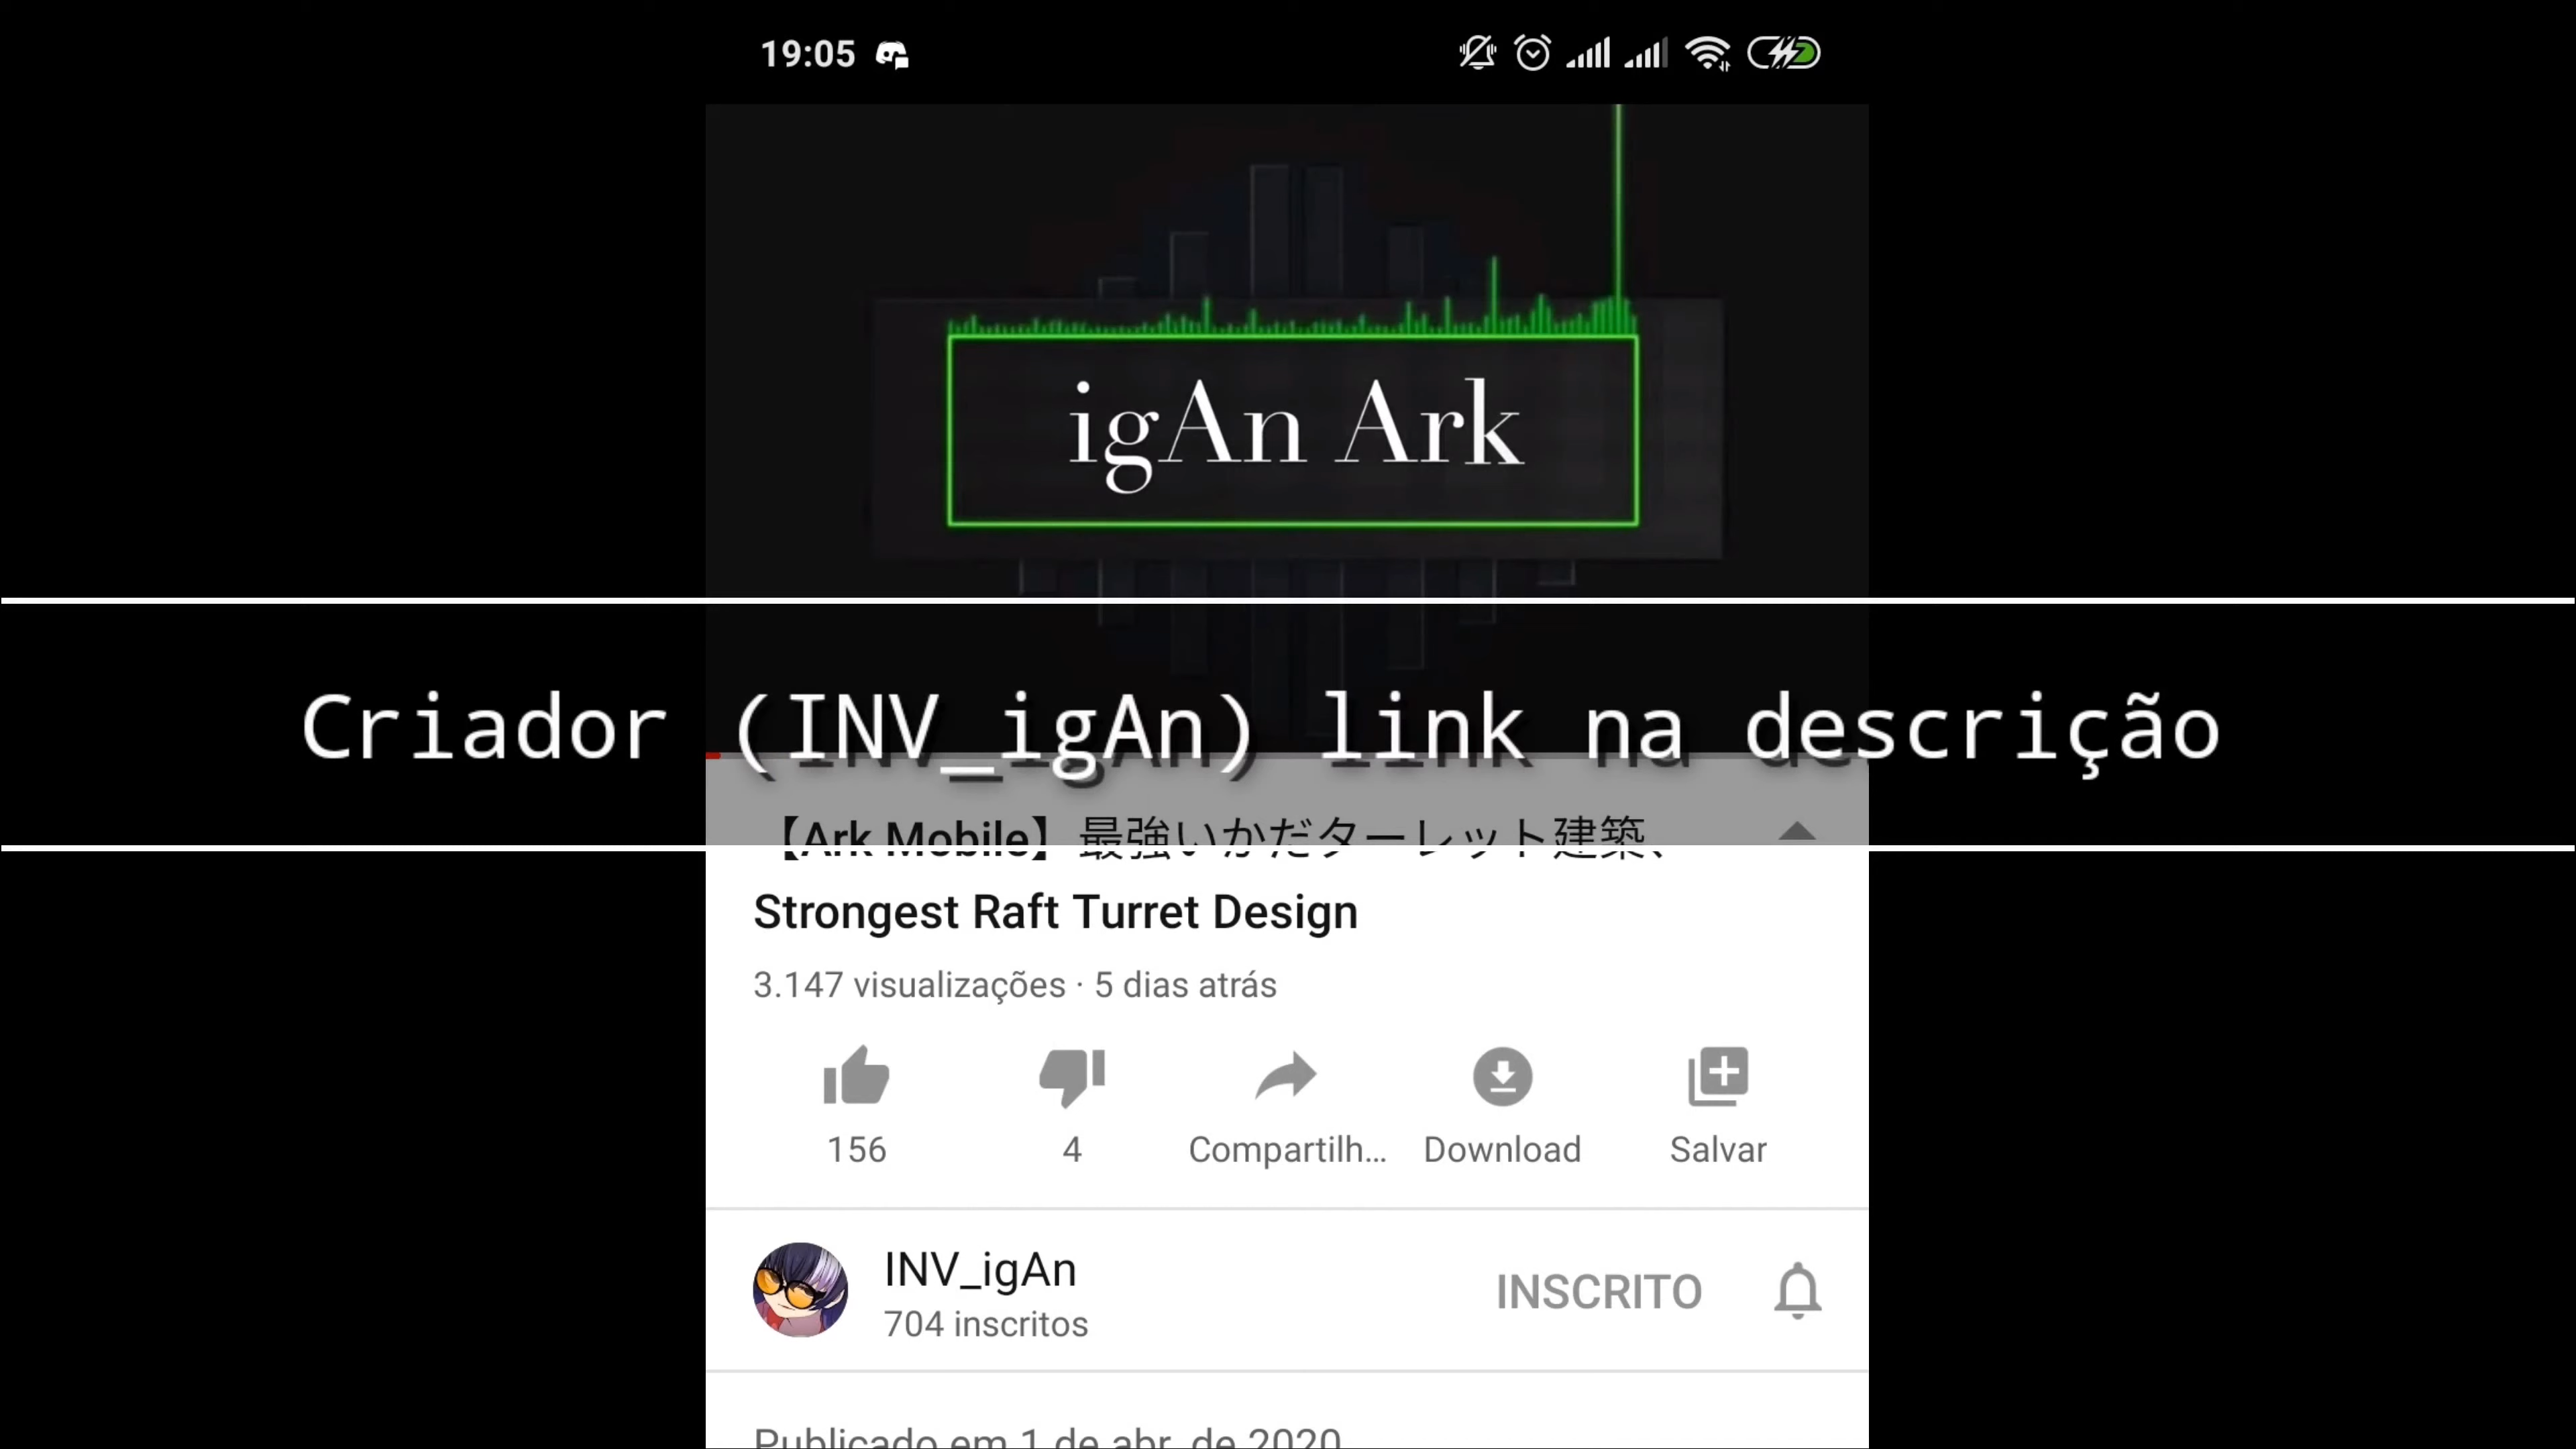 19:05
igAn Ark
Criador (INV_igAn) link na descrição
【Ark Mobile】最強いかだターレット建築、
Strongest Raft Turret Design
3.147 visualizações · 5 dias atrás
156
4
Compartilh...
Download
Salvar
INV_igAn
704 inscritos
INSCRITO
Publicado em 1 de abr. de 2020